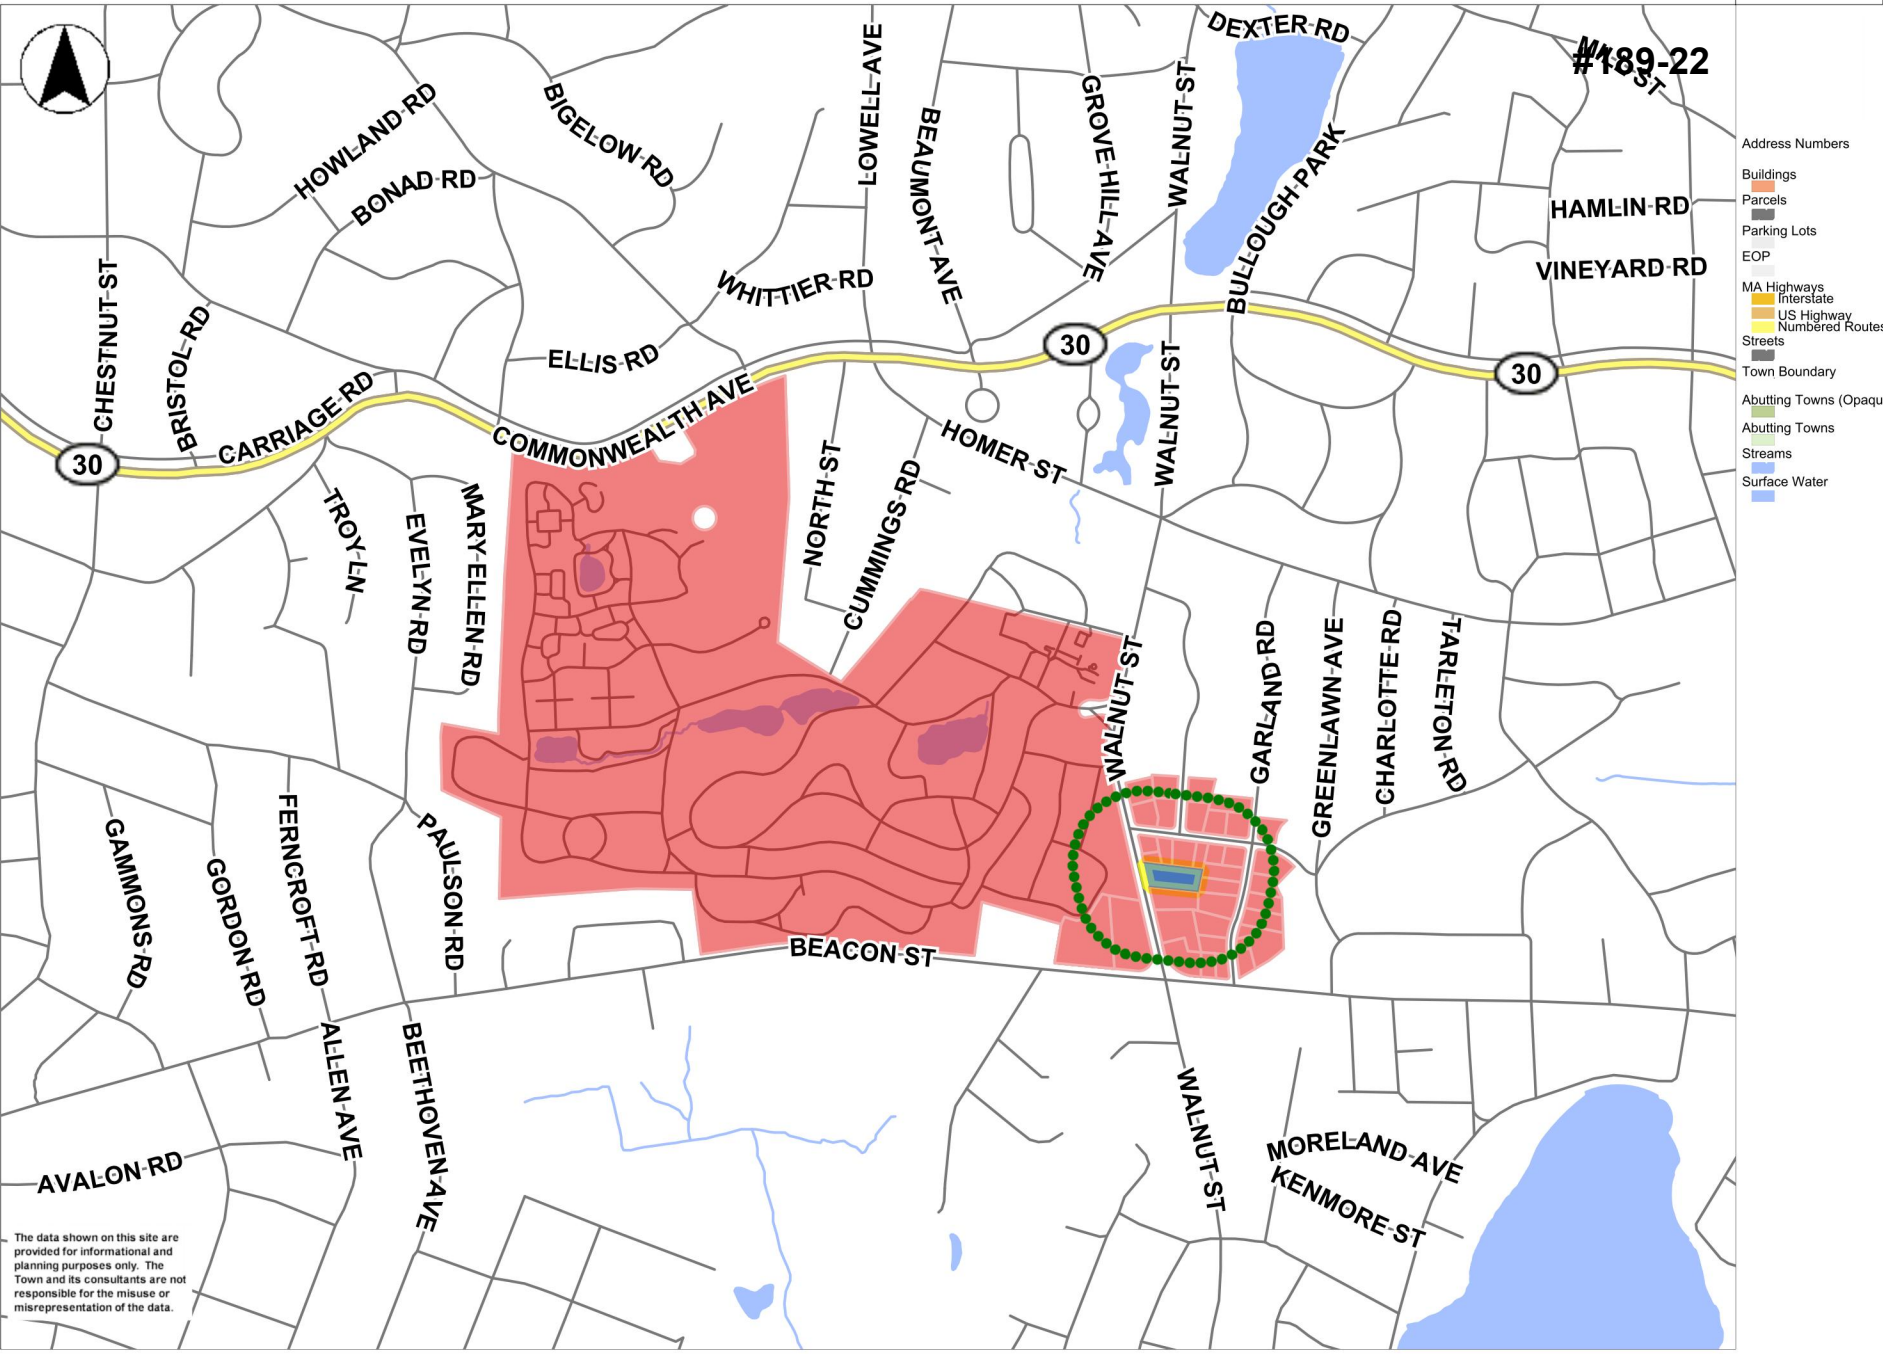 DEXTER RD
MILL ST
#189-22
HOWLAND RD
BONAD RD
BIGELOW RD
LOWELL AVE
BEAUMONT AVE
GROVE HILL AVE
WALNUT ST
BULLOUGH PARK
HAMLIN RD
VINEYARD RD
CHESTNUT ST
BRISTOL RD
WHITTIER RD
ELLIS RD
CARRIAGE RD
COMMONWEALTH AVE
30
30
30
HOMER ST
WALNUT ST
NORTH ST
CUMMINGS RD
TROY LN
EVELYN RD
MARY ELLEN RD
WALNUT ST
GARLAND RD
GREENLAWN AVE
CHARLOTTE RD
TARLETON RD
GAMMONS RD
GORDON RD
FERNCROFT RD
PAULSON RD
BEACON ST
ALLEN AVE
BEETHOVEN AVE
AVALON RD
WALNUT ST
MORELAND AVE
KENMORE ST
The data shown on this site are
provided for informational and
planning purposes only. The
Town and its consultants are not
responsible for the misuse or
misrepresentation of the data.
Address Numbers
Buildings
Parcels
Parking Lots
EOP
MA Highways
Interstate
US Highway
Numbered Routes
Streets
Town Boundary
Abutting Towns (Opaqu
Abutting Towns
Streams
Surface Water